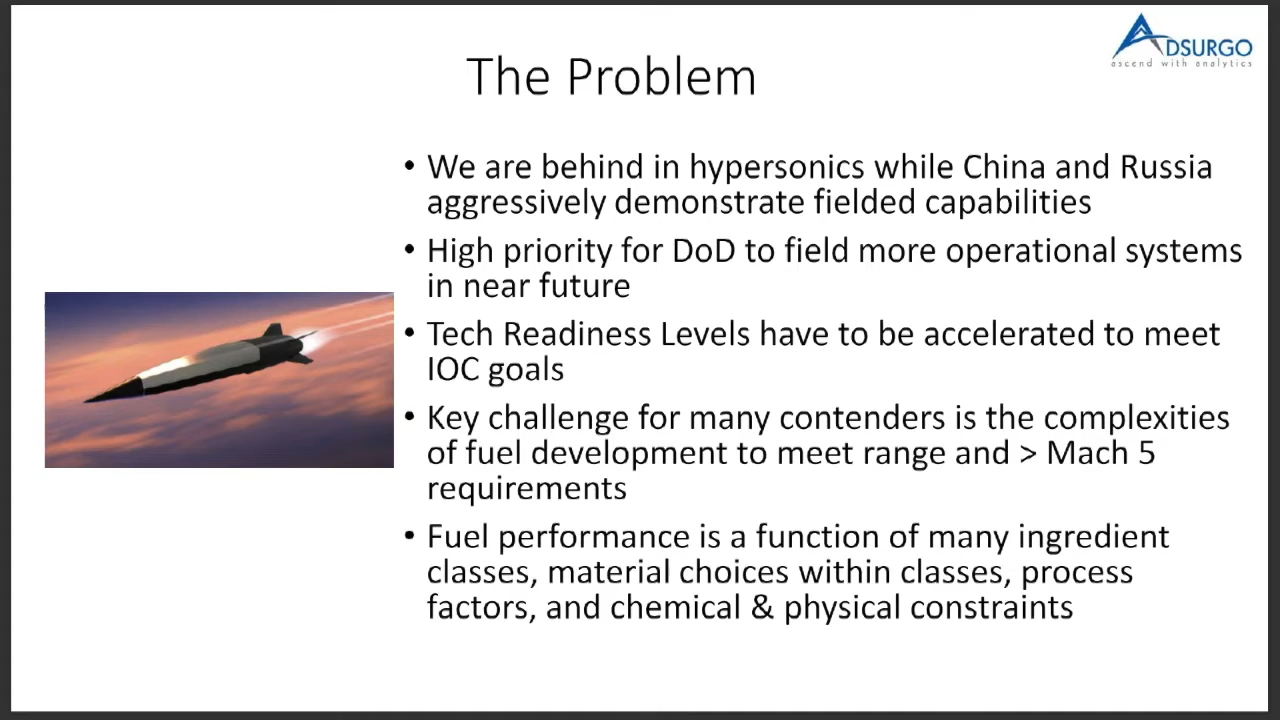 ADSURGO
ascend with analytics
The Problem
• We are behind in hypersonics while China and Russia
aggressively demonstrate fielded capabilities
• High priority for DoD to field more operational systems
in near future
• Tech Readiness Levels have to be accelerated to meet
IOC goals
• Key challenge for many contenders is the complexities
of fuel development to meet range and > Mach 5
requirements
• Fuel performance is a function of many ingredient
classes, material choices within classes, process
factors, and chemical & physical constraints